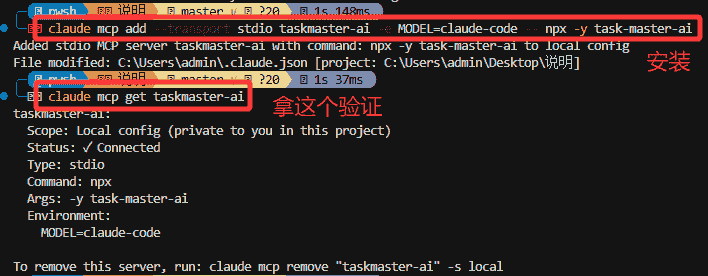 pwsh 说明 master ?20 1s 148ms
claude mcp add --transport stdio taskmaster-ai -e MODEL=claude-code -- npx -y task-master-ai
Added stdio MCP server taskmaster-ai with command: npx -y task-master-ai to local config
File modified: C:\Users\admin\.claude.json [project: C:\Users\admin\Desktop\说明]
安装
pwsh 说明 master ?20 1s 37ms
claude mcp get taskmaster-ai
拿这个验证
taskmaster-ai:
Scope: Local config (private to you in this project)
Status: ✓ Connected
Type: stdio
Command: npx
Args: -y task-master-ai
Environment:
MODEL=claude-code
To remove this server, run: claude mcp remove "taskmaster-ai" -s local